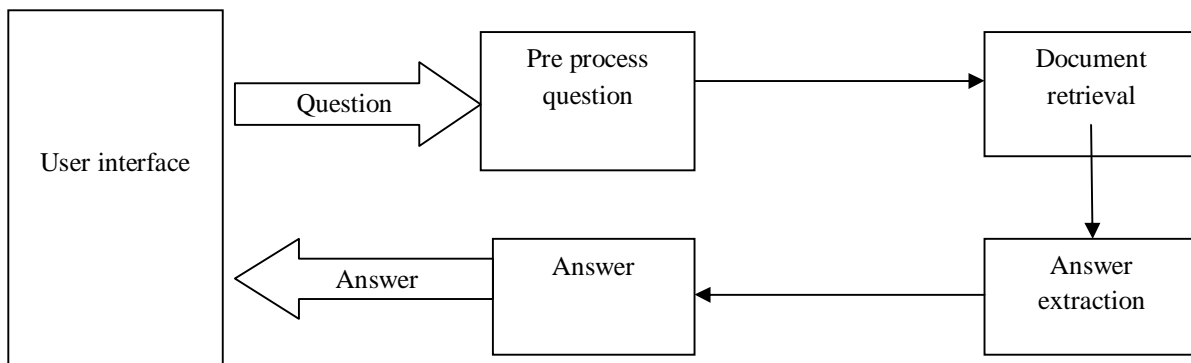 User interface
Question
Pre process
question
Document
retrieval
Answer
extraction
Answer
Answer